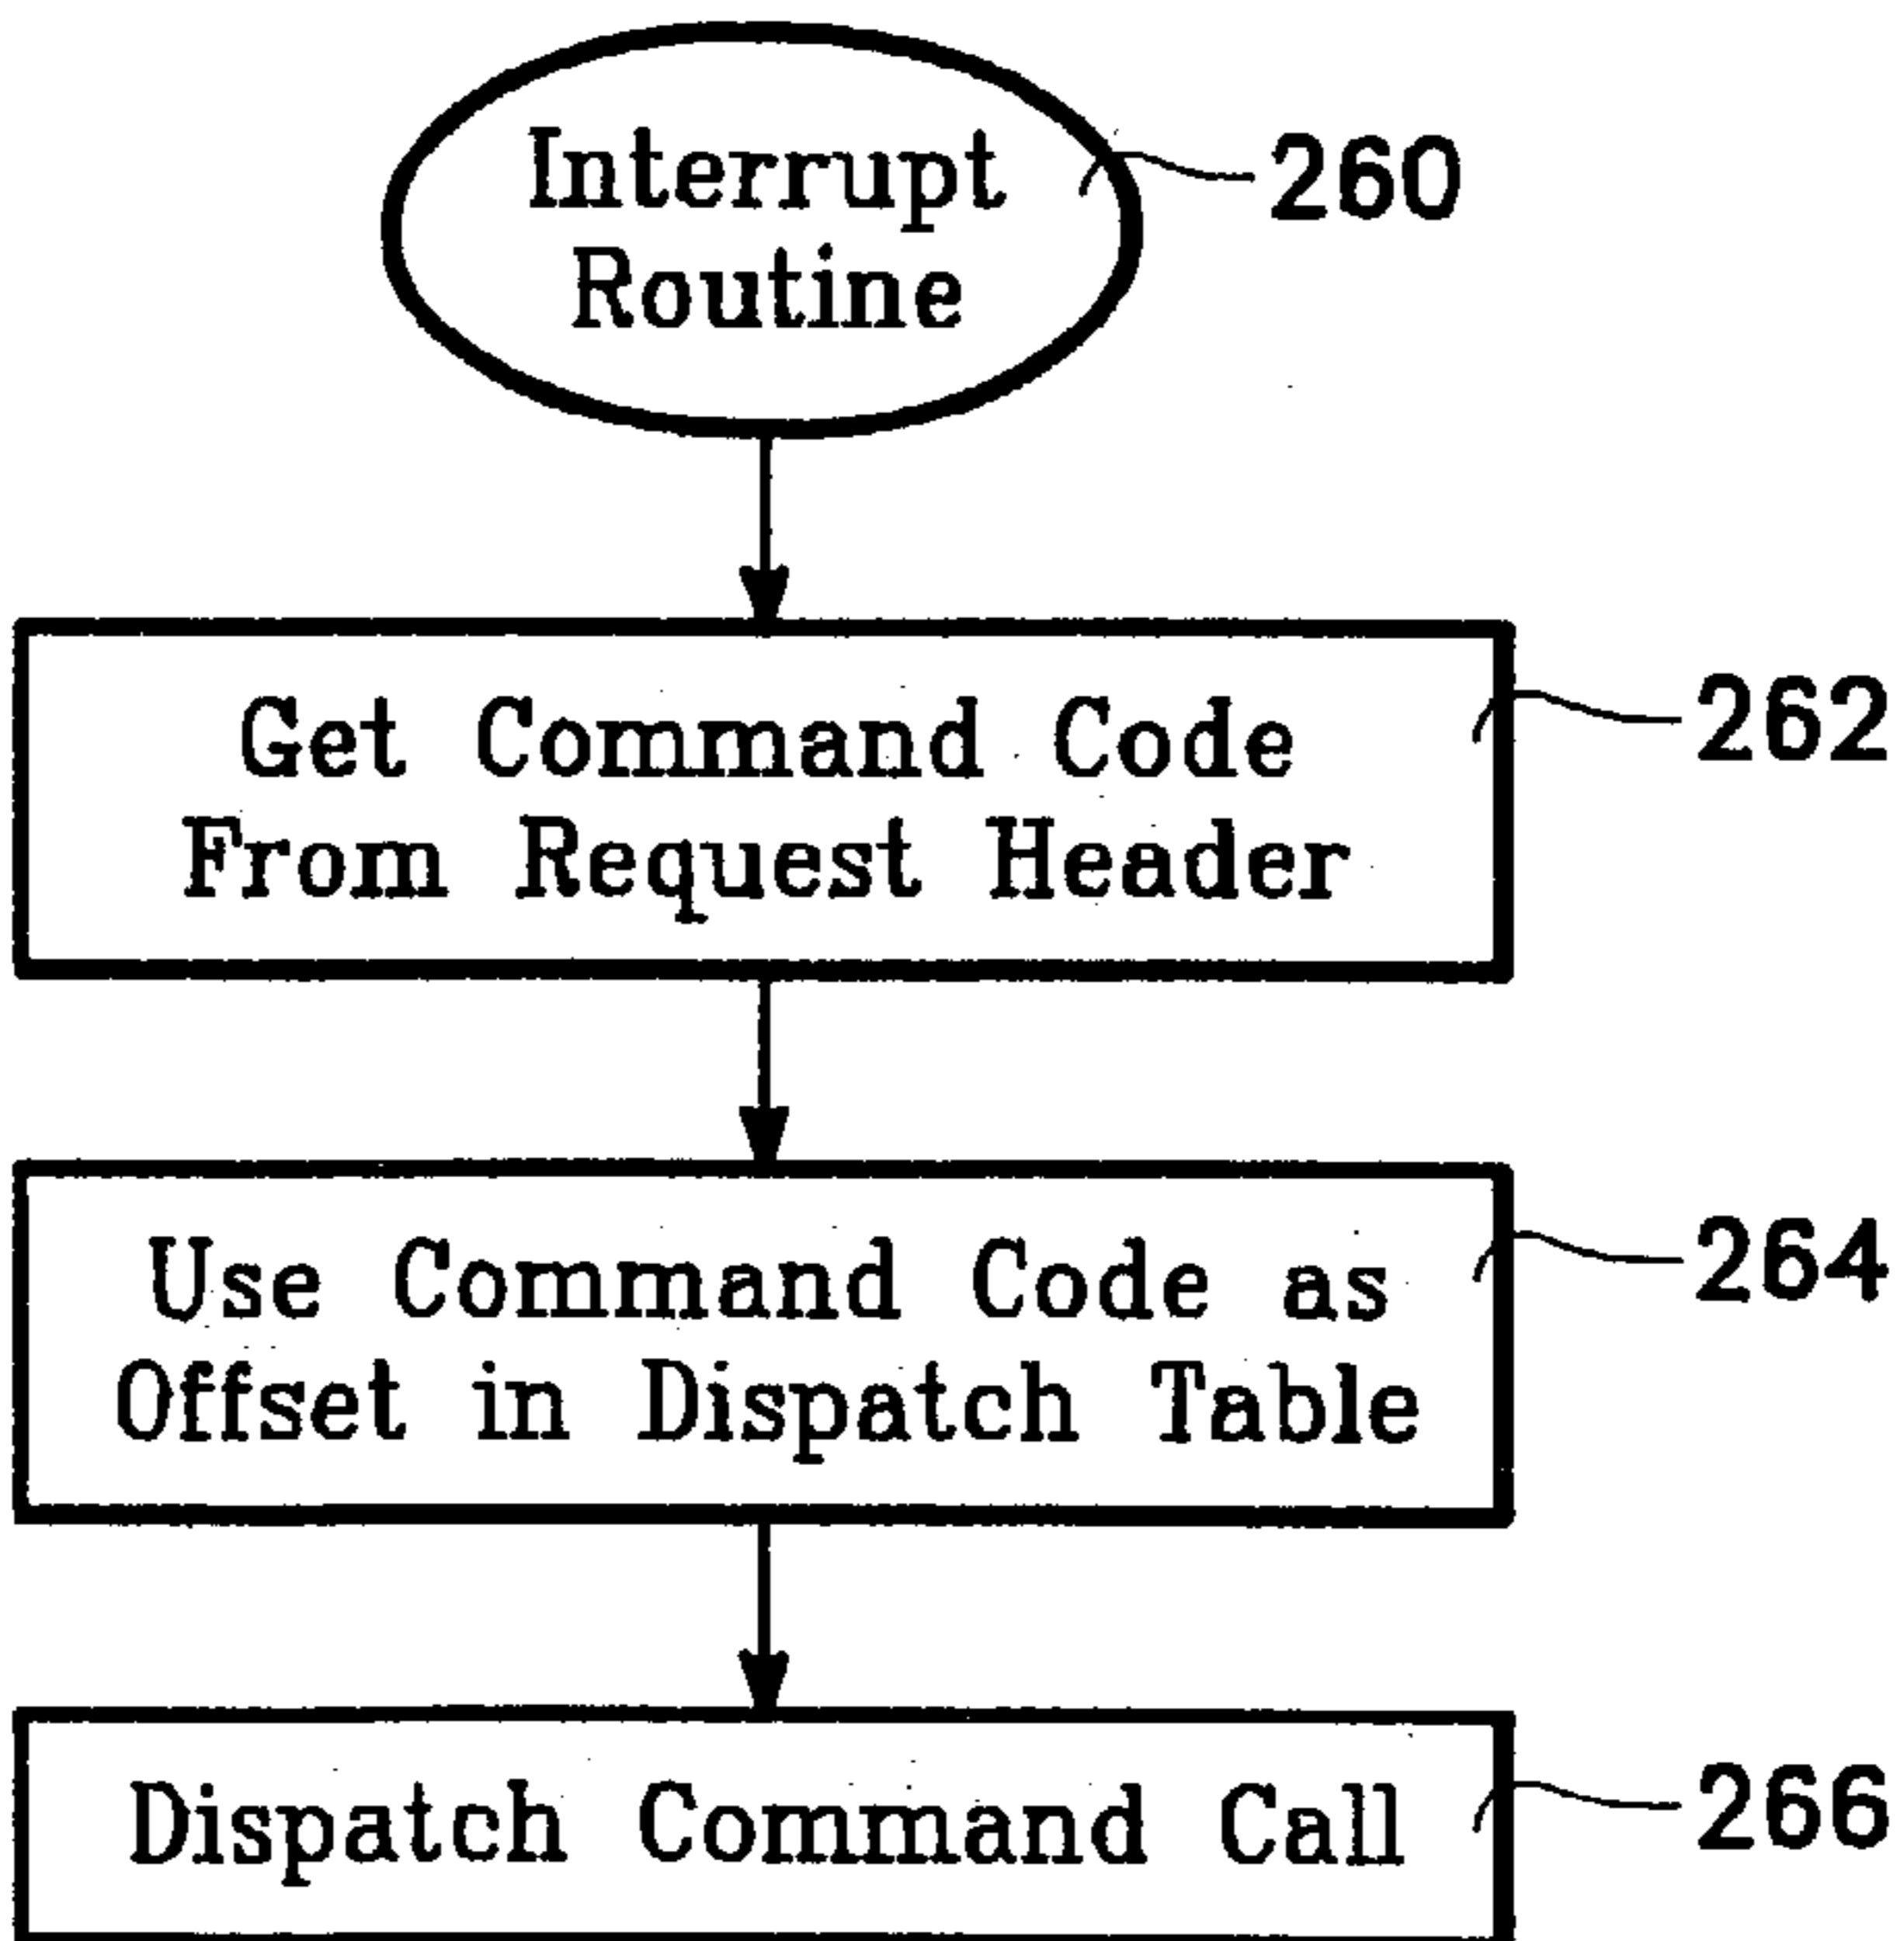 Interrupt
Routine
260
Get Command Code
From Request Header
262
Use Command Code as
Offset in Dispatch Table
264
Dispatch Command Call
266